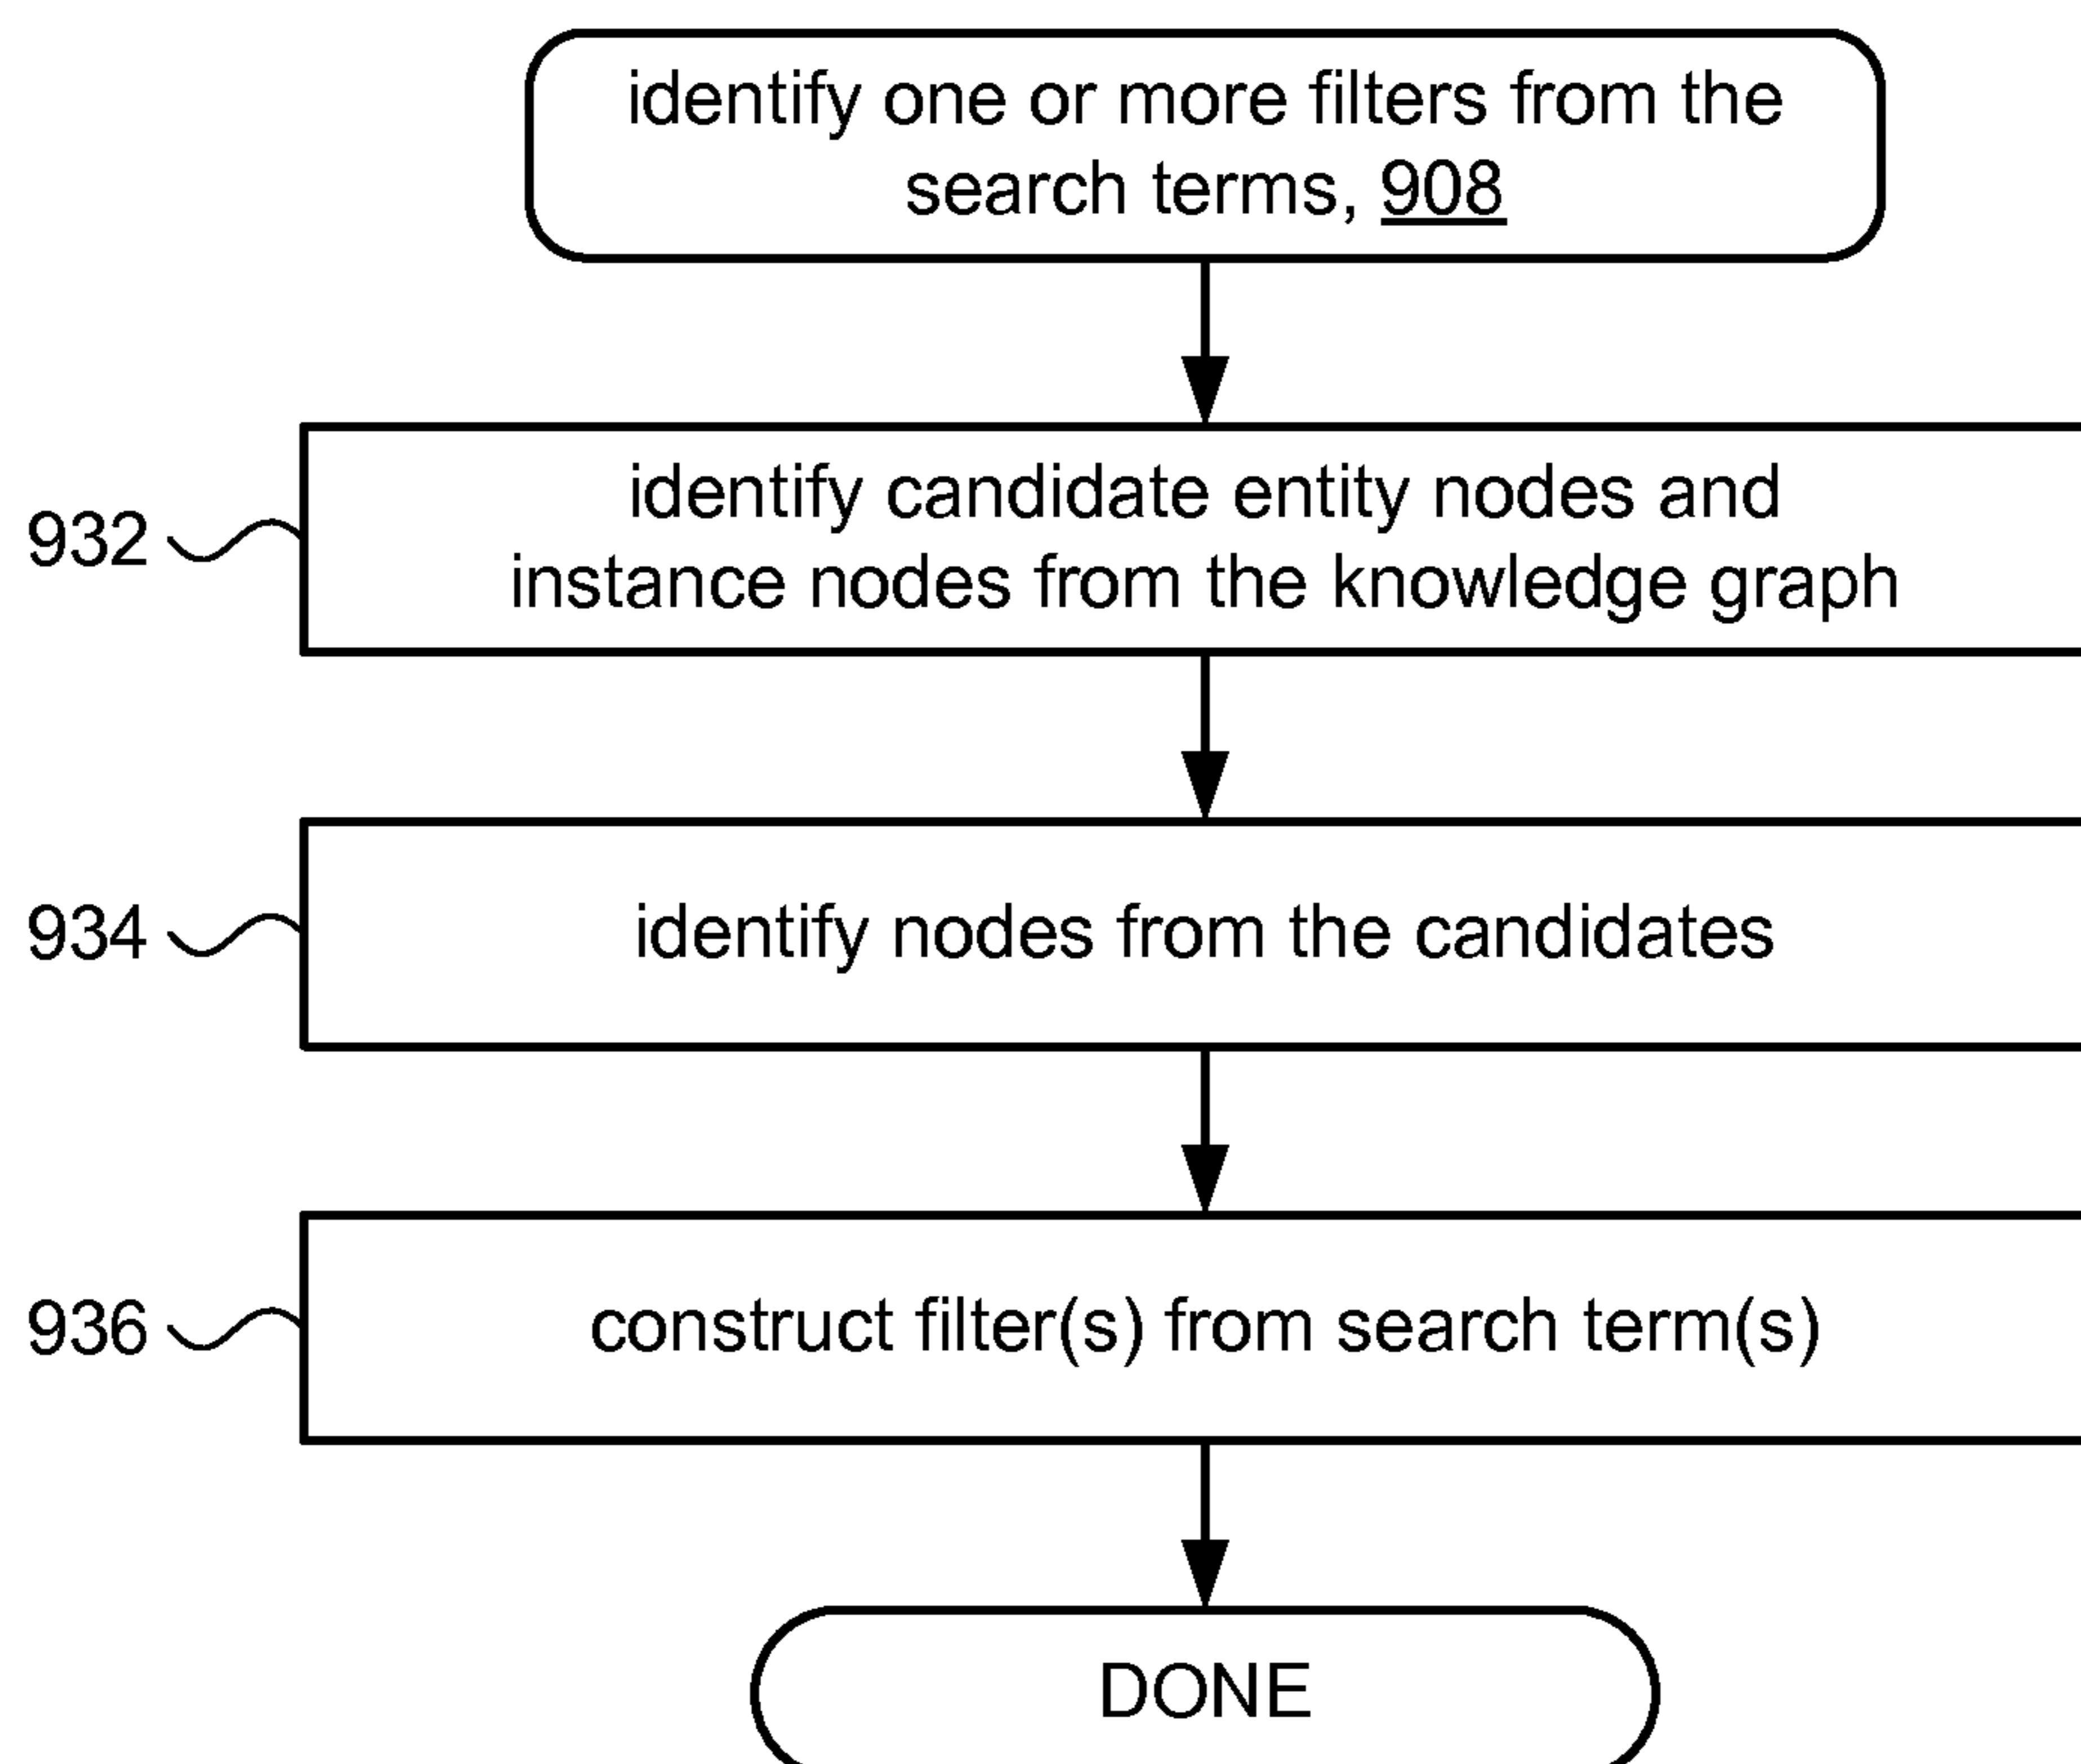 identify one or more filters from the
search terms, 908
932
identify candidate entity nodes and
instance nodes from the knowledge graph
934
identify nodes from the candidates
936
construct filter(s) from search term(s)
DONE